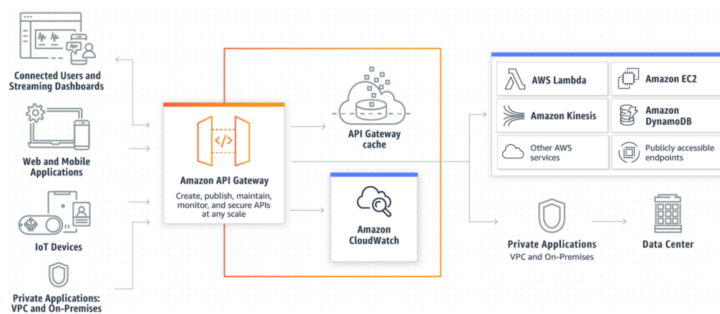 Connected Users and
Streaming Dashboards
Web and Mobile
Applications
IoT Devices
Private Applications:
VPC and On-Premises
</>
Amazon API Gateway
Create, publish, maintain,
monitor, and secure APIs
at any scale
API Gateway
cache
Amazon
CloudWatch
AWS Lambda
Amazon EC2
Amazon Kinesis
Amazon
DynamoDB
Other AWS
services
Publicly accessible
endpoints
Private Applications
VPC and On-Premises
Data Center